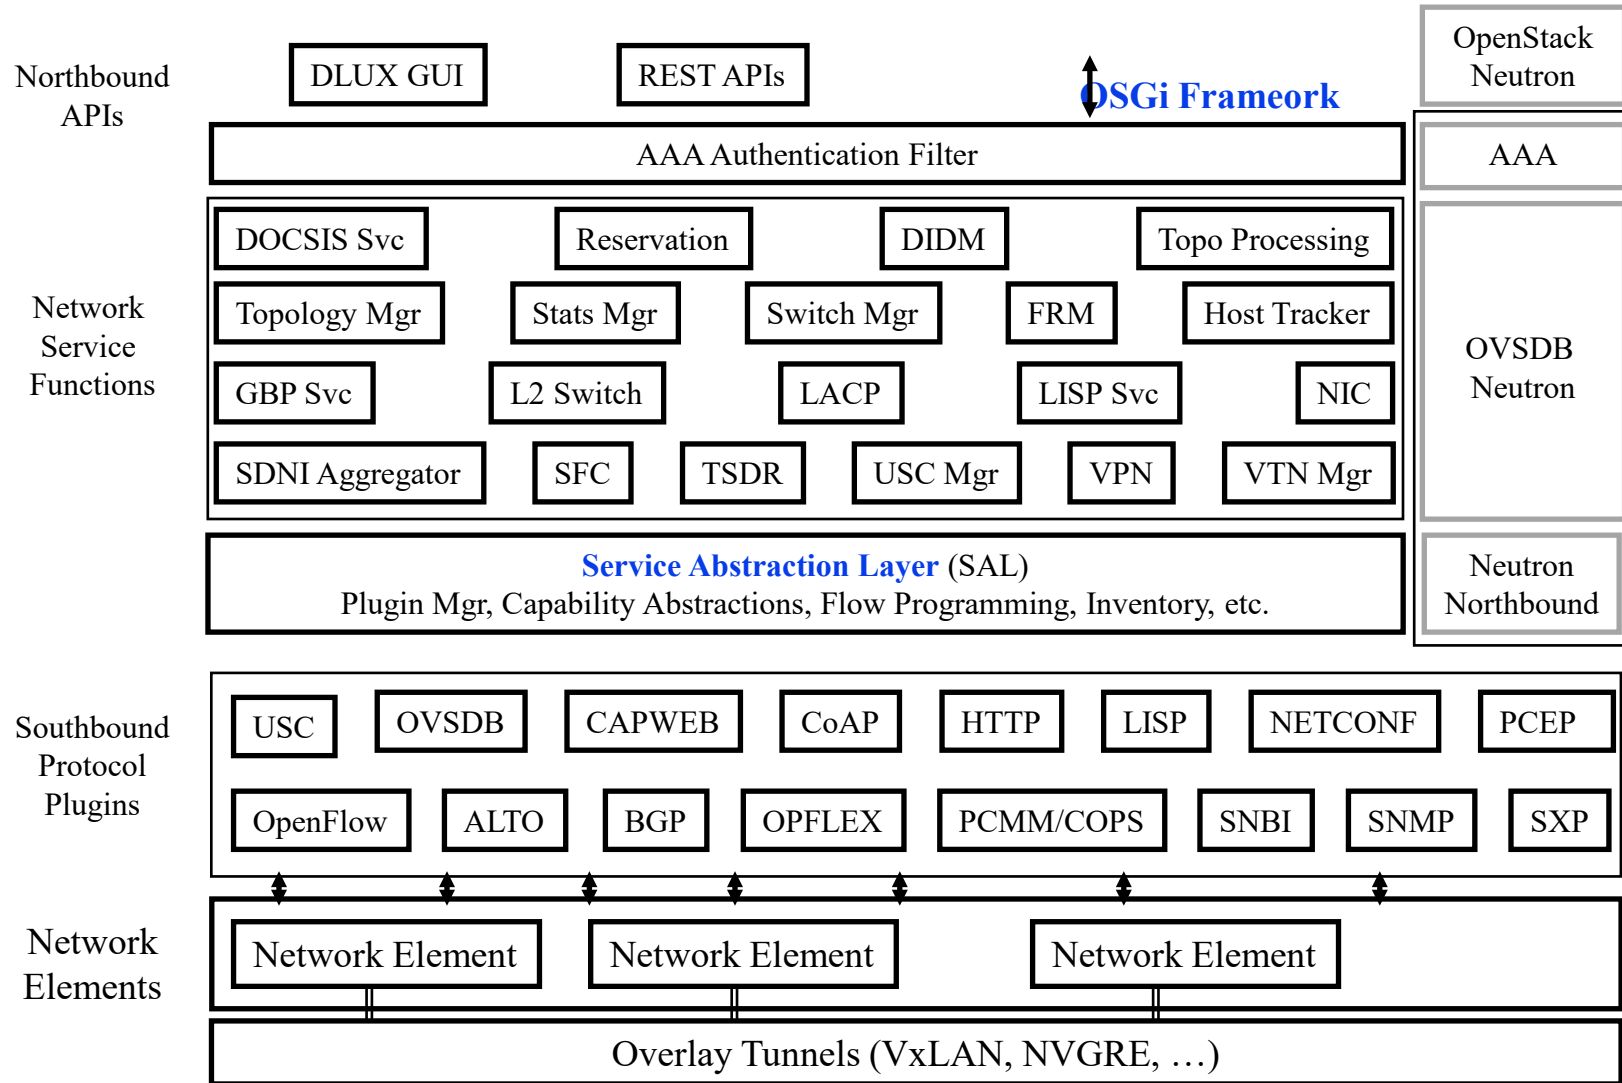 OpenStack
Neutron
Northbound
APIs
DLUX GUI
REST APIs
OSGi Frameork
AAA Authentication Filter
AAA
DOCSIS Svc
Reservation
DIDM
Topo Processing
Network
Service
Functions
Topology Mgr
Stats Mgr
Switch Mgr
FRM
Host Tracker
OVSDB
Neutron
GBP Svc
L2 Switch
LACP
LISP Svc
NIC
SDNI Aggregator
SFC
TSDR
USC Mgr
VPN
VTN Mgr
Service Abstraction Layer (SAL)
Plugin Mgr, Capability Abstractions, Flow Programming, Inventory, etc.
Neutron
Northbound
Southbound
Protocol
Plugins
USC
OVSDB
CAPWEB
CoAP
HTTP
LISP
NETCONF
PCEP
OpenFlow
ALTO
BGP
OPFLEX
PCMM/COPS
SNBI
SNMP
SXP
Network
Elements
Network Element
Network Element
Network Element
Overlay Tunnels (VxLAN, NVGRE, …)